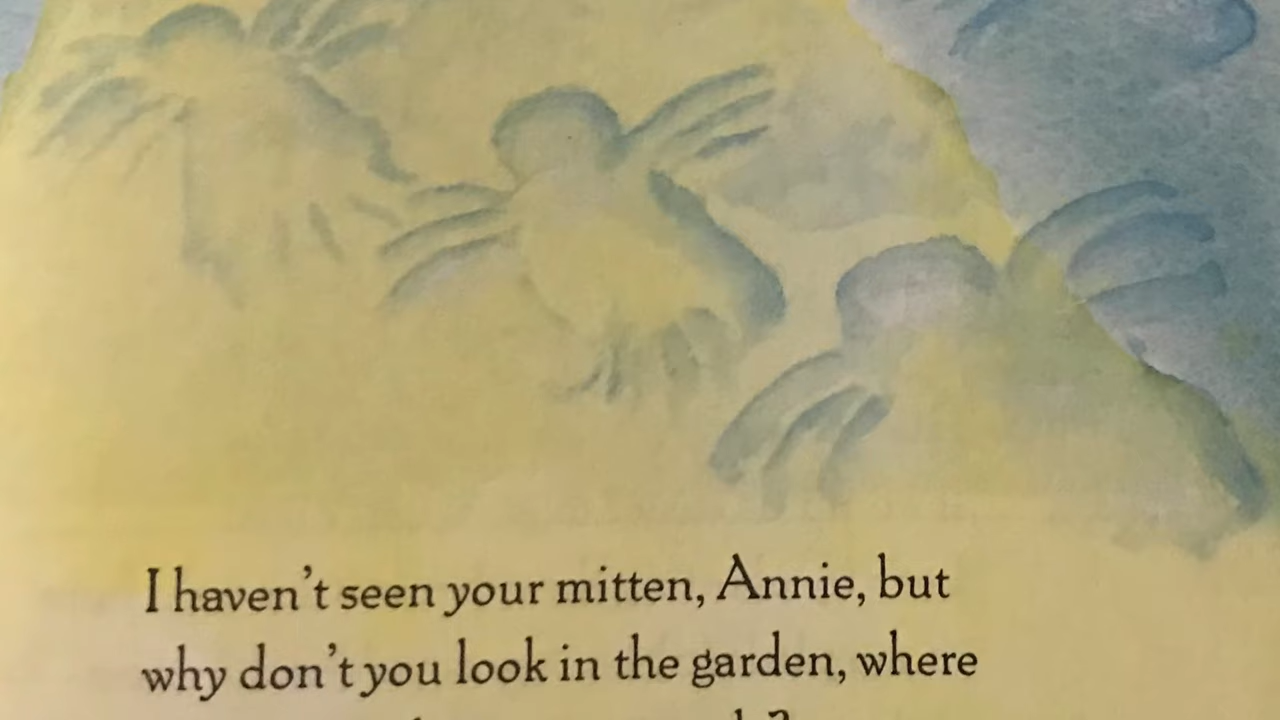 I haven't seen your mitten, Annie, but
why don't you look in the garden, where